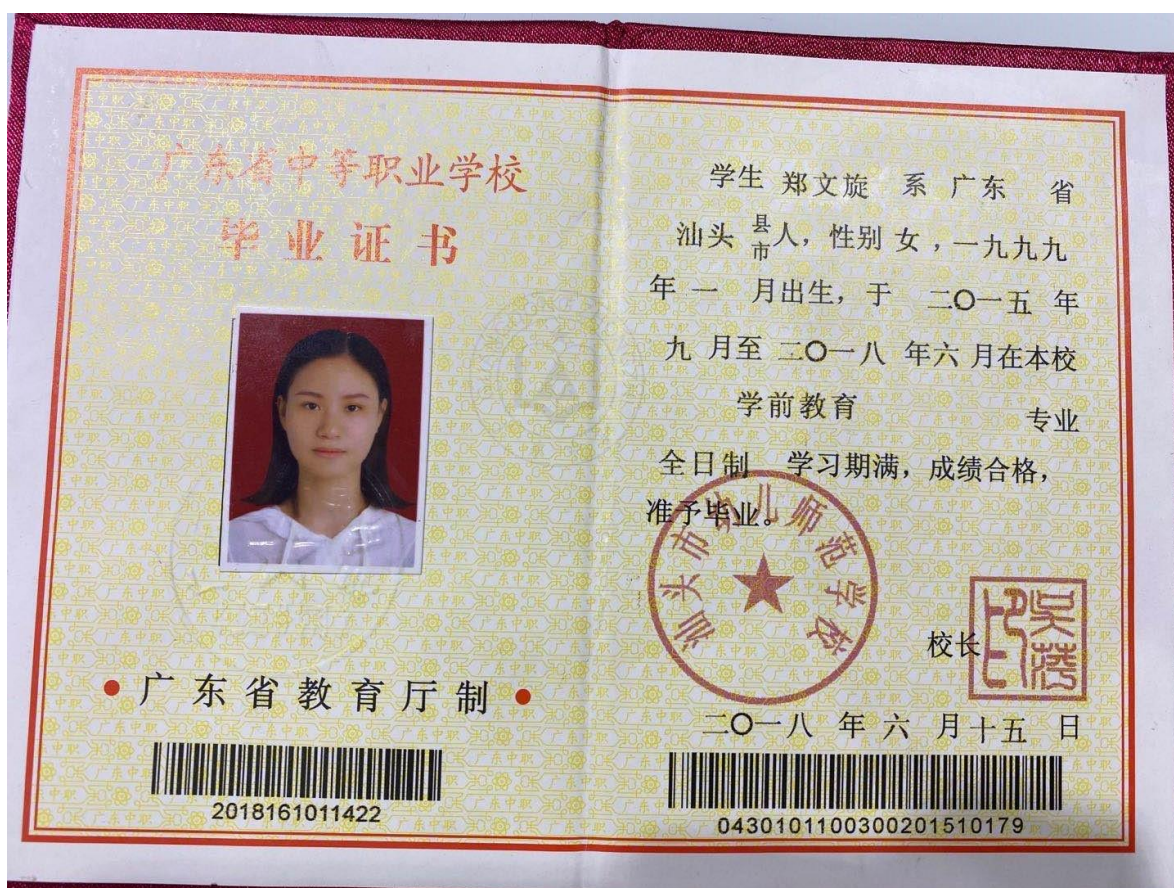 广东省中等职业学校
毕业证书
广东省教育厅制
2018161011422
学生 郑文旋 系 广东 省
汕头 县市人，性别 女，一九九九
年 一 月出生，于 二〇一五 年
九 月至 二〇一八 年六 月在本校
学前教育 专业
全日制 学习期满，成绩合格，
准予毕业。
汕头市幼儿师范学校
校长
二〇一八 年 六 月十五 日
04301011003002015​10179